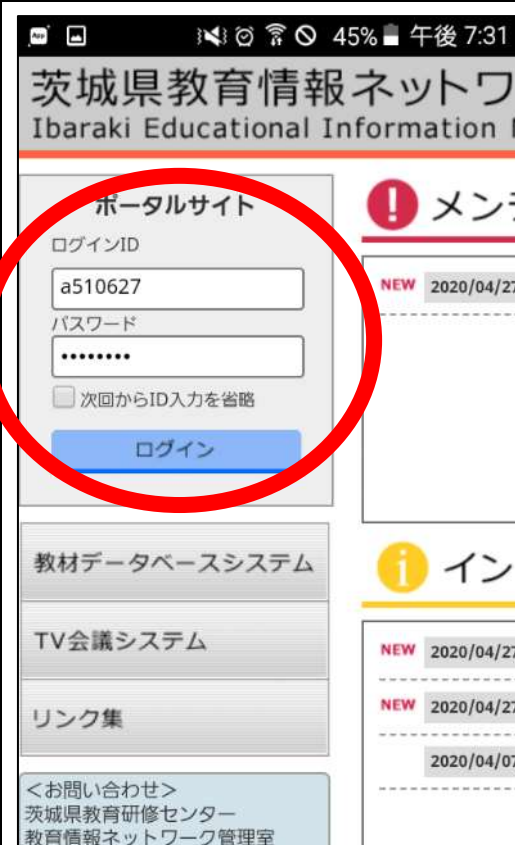 45% 午後 7:31
茨城県教育情報ネットワ
Ibaraki Educational Information
ポータルサイト
ログインID
a510627
パスワード
••••••••
次回からID入力を省略
ログイン
教材データベースシステム
TV会議システム
リンク集
<お問い合わせ>
茨城県教育研修センター
教育情報ネットワーク管理室
メン
NEW 2020/04/27
イン
NEW 2020/04/27
NEW 2020/04/27
2020/04/07